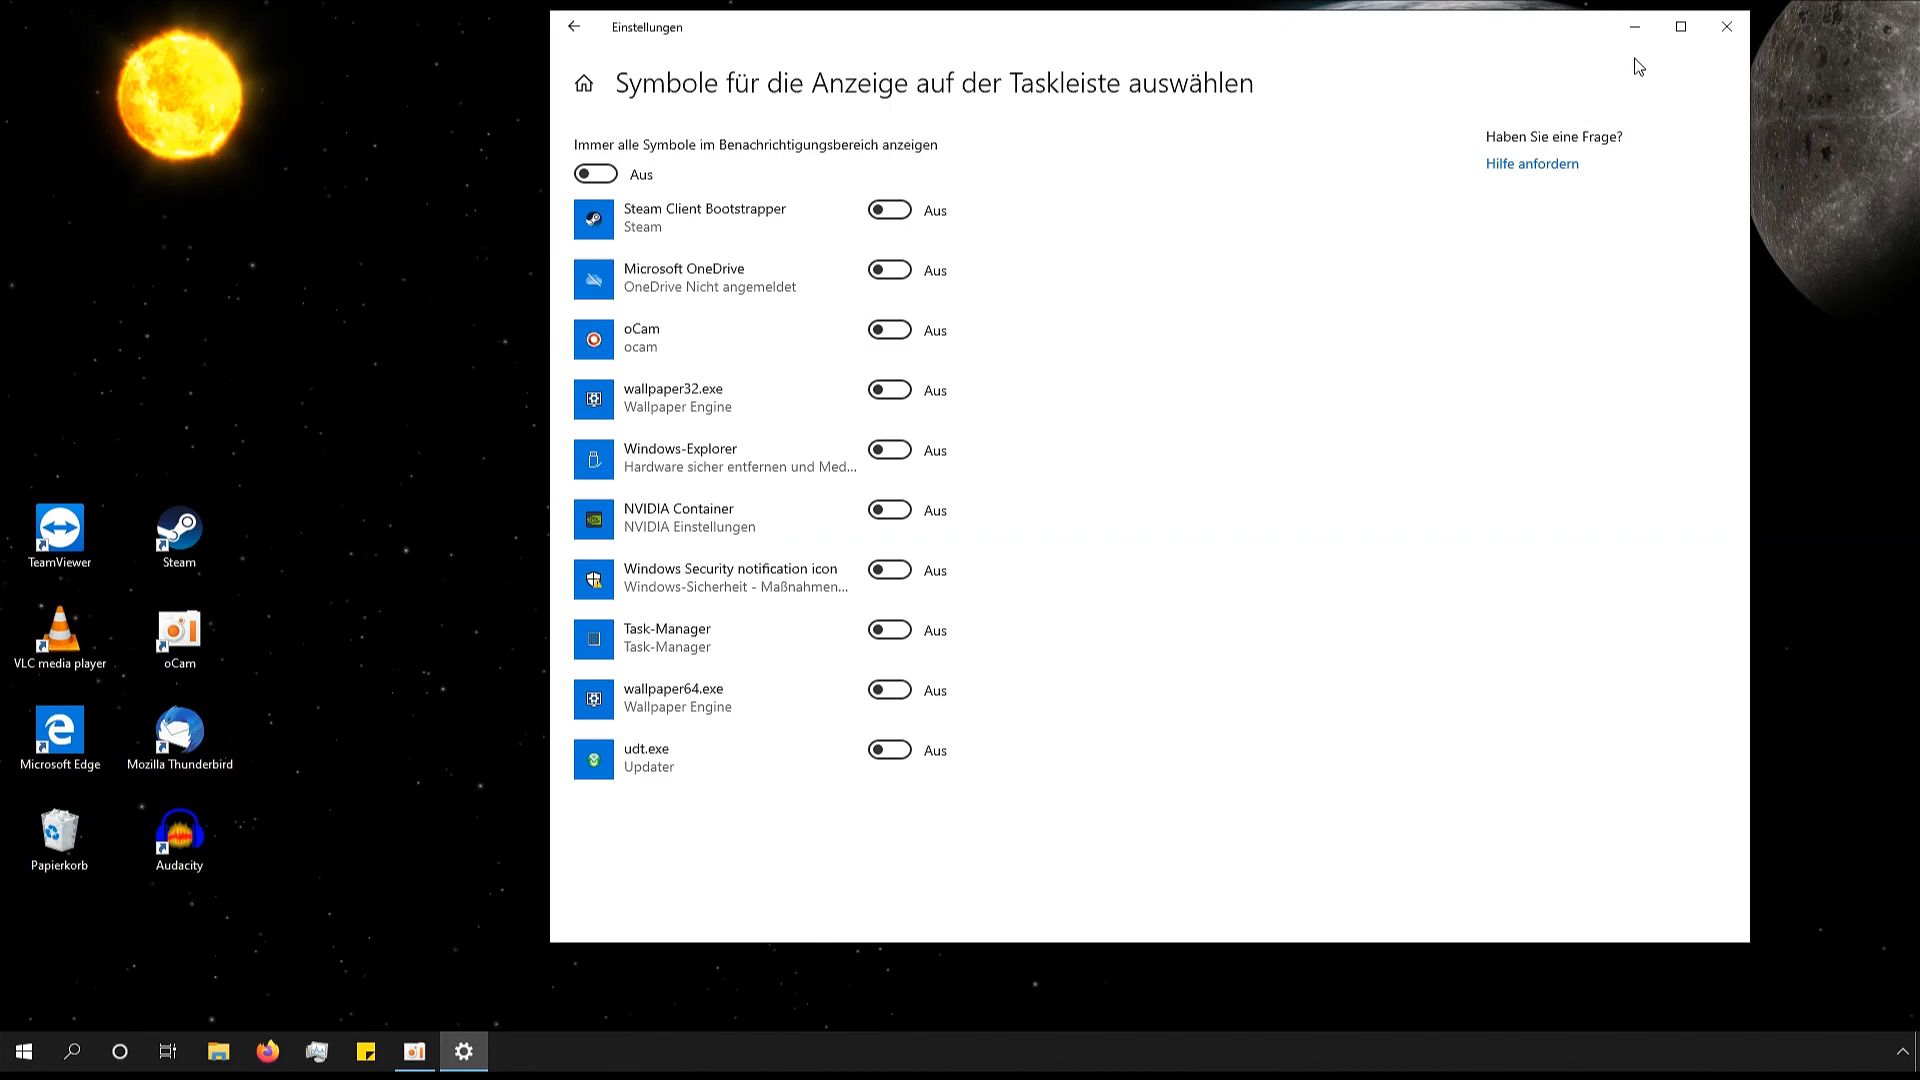 Einstellungen
Symbole für die Anzeige auf der Taskleiste auswählen
Immer alle Symbole im Benachrichtigungsbereich anzeigen
Aus
Steam Client Bootstrapper
Steam
Aus
Microsoft OneDrive
OneDrive Nicht angemeldet
Aus
oCam
ocam
Aus
wallpaper32.exe
Wallpaper Engine
Aus
Windows-Explorer
Hardware sicher entfernen und Med...
Aus
NVIDIA Container
NVIDIA Einstellungen
Aus
Windows Security notification icon
Windows-Sicherheit - Maßnahmen...
Aus
Task-Manager
Task-Manager
Aus
wallpaper64.exe
Wallpaper Engine
Aus
udt.exe
Updater
Aus
Haben Sie eine Frage?
Hilfe anfordern
TeamViewer
Steam
VLC media player
oCam
Microsoft Edge
Mozilla Thunderbird
Papierkorb
Audacity